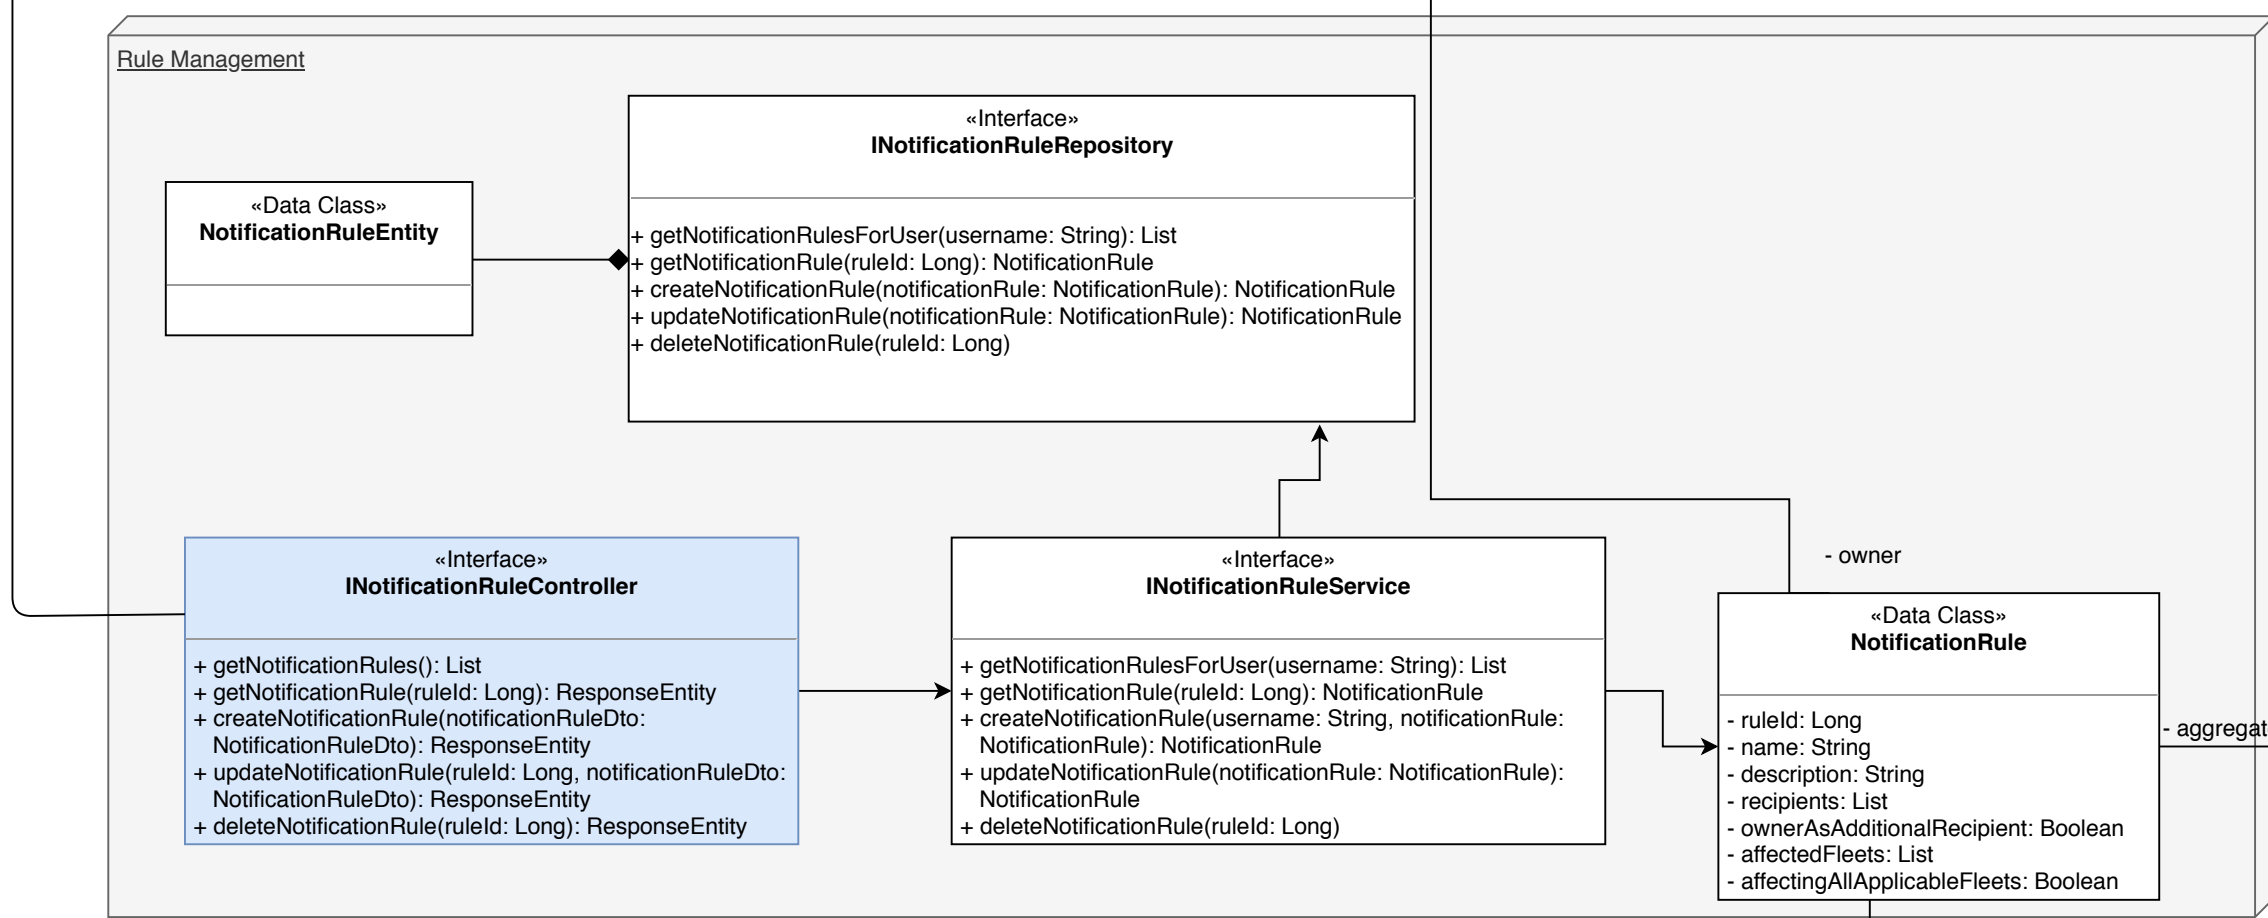 Rule Management
«Interface»
INotificationRuleRepository
+ getNotificationRulesForUser(username: String): List
+ getNotificationRule(ruleId: Long): NotificationRule
+ createNotificationRule(notificationRule: NotificationRule): NotificationRule
+ updateNotificationRule(notificationRule: NotificationRule): NotificationRule
+ deleteNotificationRule(ruleId: Long)
«Data Class»
NotificationRuleEntity
«Interface»
INotificationRuleController
+ getNotificationRules(): List
+ getNotificationRule(ruleId: Long): ResponseEntity
+ createNotificationRule(notificationRuleDto:
NotificationRuleDto): ResponseEntity
+ updateNotificationRule(ruleId: Long, notificationRuleDto:
NotificationRuleDto): ResponseEntity
+ deleteNotificationRule(ruleId: Long): ResponseEntity
«Interface»
INotificationRuleService
+ getNotificationRulesForUser(username: String): List
+ getNotificationRule(ruleId: Long): NotificationRule
+ createNotificationRule(username: String, notificationRule:
NotificationRule): NotificationRule
+ updateNotificationRule(notificationRule: NotificationRule):
NotificationRule
+ deleteNotificationRule(ruleId: Long)
- owner
«Data Class»
NotificationRule
- ruleId: Long
- name: String
- description: String
- recipients: List
- ownerAsAdditionalRecipient: Boolean
- affectedFleets: List
- affectingAllApplicableFleets: Boolean
- aggregat